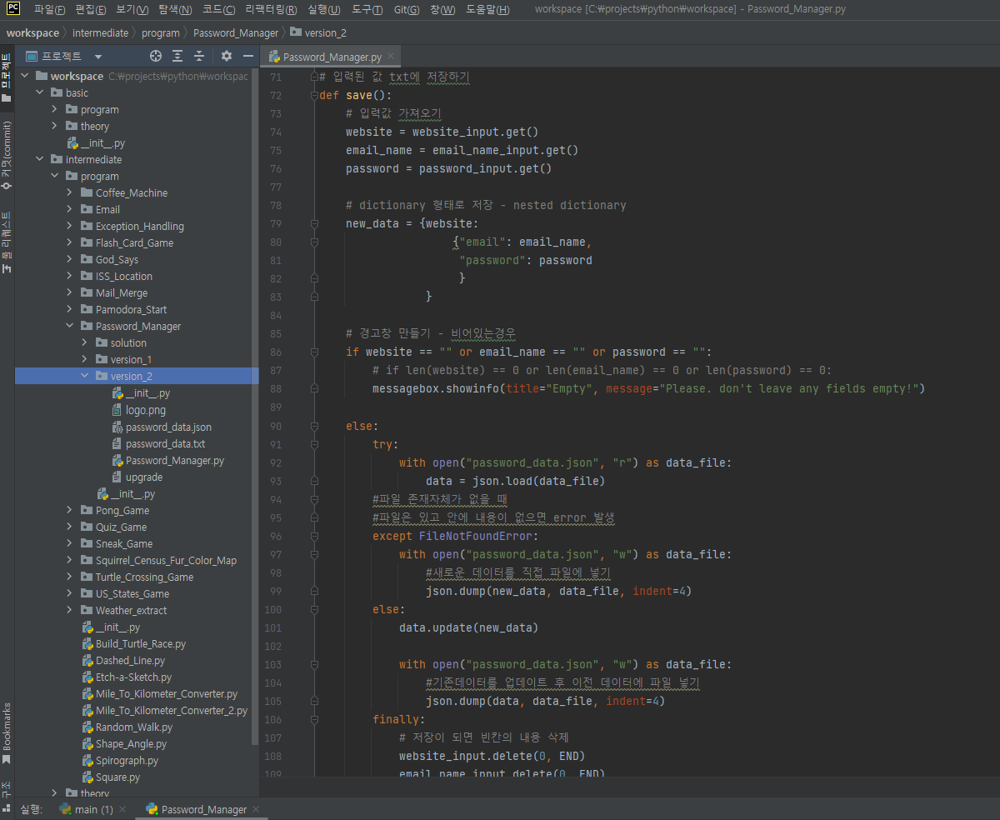 PC 파일(F) 편집(E) 보기(V) 탐색(N) 코드(C) 리팩터링(R) 실행(U) 도구(T) Git(G) 창(W) 도움말(H) workspace [C:₩projects₩python₩workspace] - Password_Manager.py
workspace intermediate program Password_Manager version_2
프로젝트
커밋(commit)
풀 리퀘스트
Bookmarks
구조
프로젝트
workspace C:₩projects₩python₩workspac
basic
program
theory
__init__.py
intermediate
program
Coffee_Machine
Email
Exception_Handling
Flash_Card_Game
God_Says
ISS_Location
Mail_Merge
Pamodora_Start
Password_Manager
solution
version_1
version_2
__init__.py
logo.png
password_data.json
password_data.txt
Password_Manager.py
upgrade
__init__.py
Pong_Game
Quiz_Game
Sneak_Game
Squirrel_Census_Fur_Color_Map
Turtle_Crossing_Game
US_States_Game
Weather_extract
__init__.py
Build_Turtle_Race.py
Dashed_Line.py
Etch-a-Sketch.py
Mile_To_Kilometer_Converter.py
Mile_To_Kilometer_Converter_2.py
Random_Walk.py
Shape_Angle.py
Spirograph.py
Square.py
theory
Password_Manager.py
71 # 입력된 값 txt에 저장하기
72 def save():
73 # 입력값 가져오기
74 website = website_input.get()
75 email_name = email_name_input.get()
76 password = password_input.get()
77
78 # dictionary 형태로 저장 - nested dictionary
79 new_data = {website:
80 {"email": email_name,
81 "password": password
82 }
83 }
84
85 # 경고창 만들기 - 비어있는경우
86 if website == "" or email_name == "" or password == "":
87 # if len(website) == 0 or len(email_name) == 0 or len(password) == 0:
88 messagebox.showinfo(title="Empty", message="Please. don't leave any fields empty!")
89
90 else:
91 try:
92 with open("password_data.json", "r") as data_file:
93 data = json.load(data_file)
94 #파일 존재자체가 없을 때
95 #파일은 있고 안에 내용이 없으면 error 발생
96 except FileNotFoundError:
97 with open("password_data.json", "w") as data_file:
98 #새로운 데이터를 직접 파일에 넣기
99 json.dump(new_data, data_file, indent=4)
100 else:
101 data.update(new_data)
102
103 with open("password_data.json", "w") as data_file:
104 #기존데이터를 업데이트 후 이전 데이터에 파일 넣기
105 json.dump(data, data_file, indent=4)
106 finally:
107 # 저장이 되면 빈칸의 내용 삭제
108 website_input.delete(0, END)
109 email_name_input.delete(0, END)
실행: main (1) Password_Manager